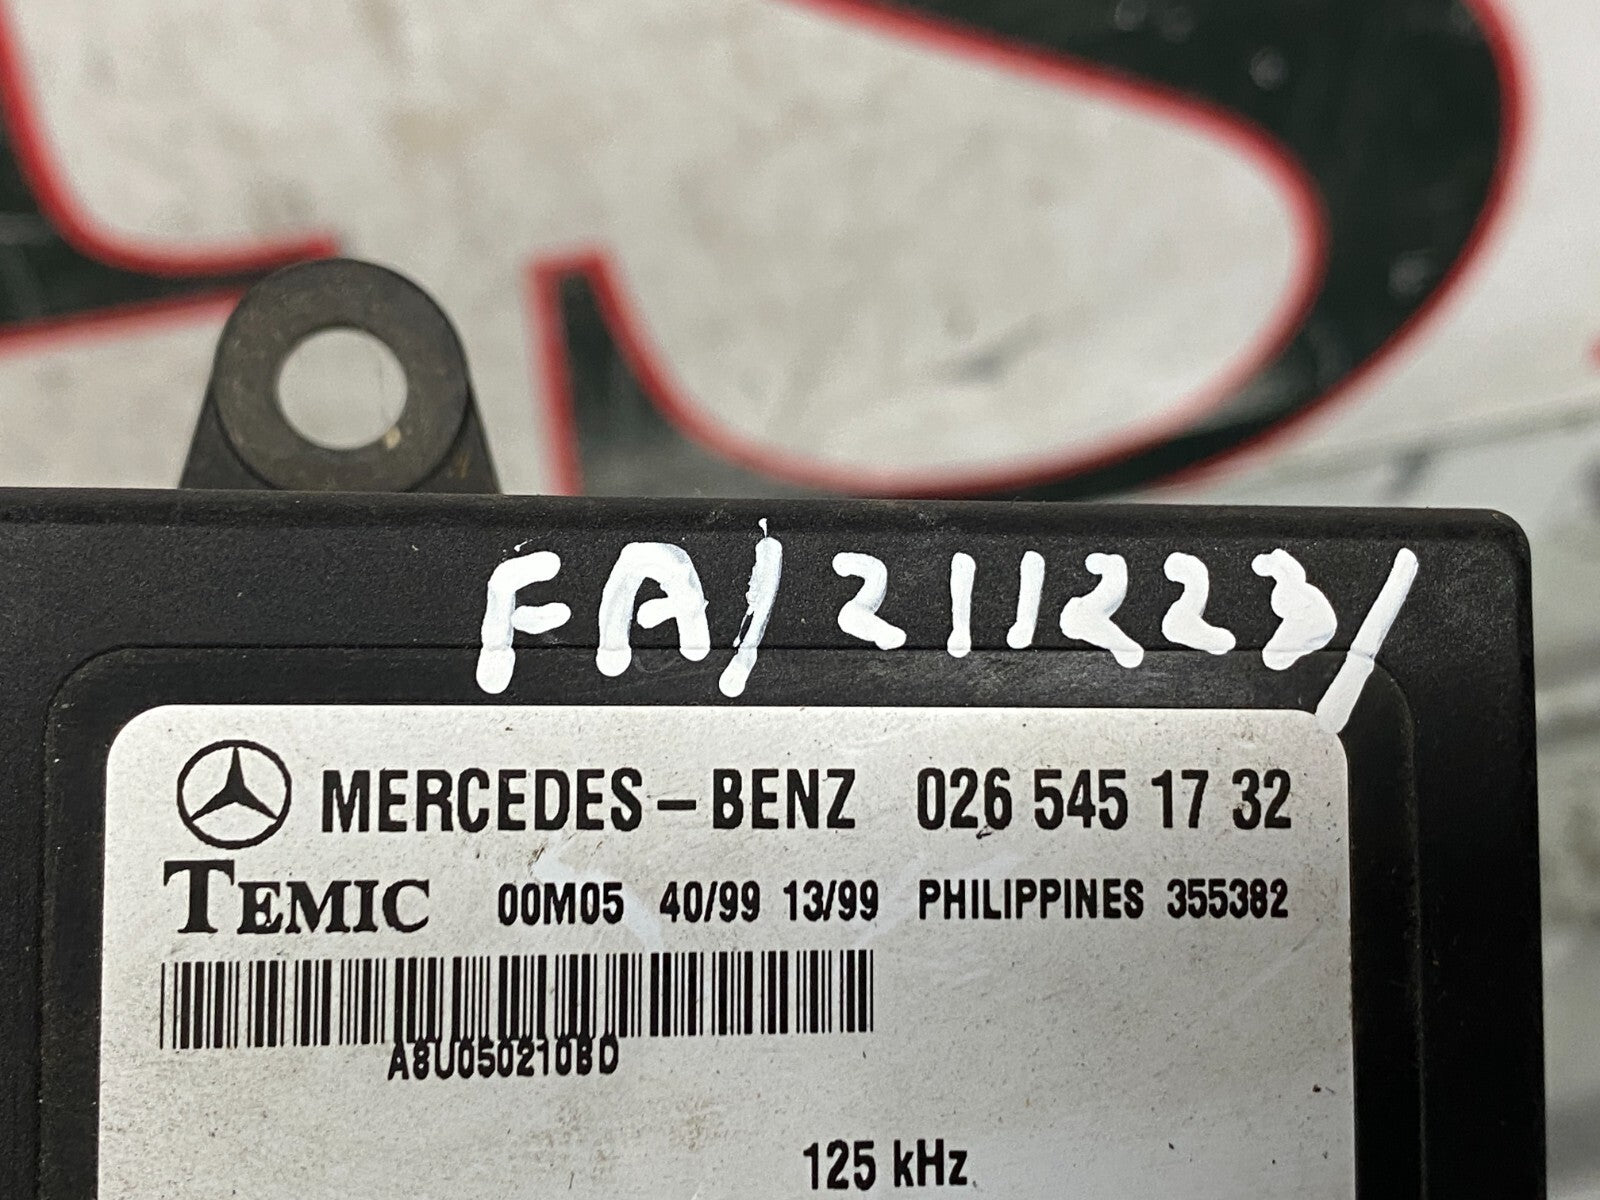 FA/211223/
MERCEDES-BENZ 026 545 17 32
TEMIC 00M05 40/99 13/99 PHILIPPINES 355382
A8U050210BD
125 kHz